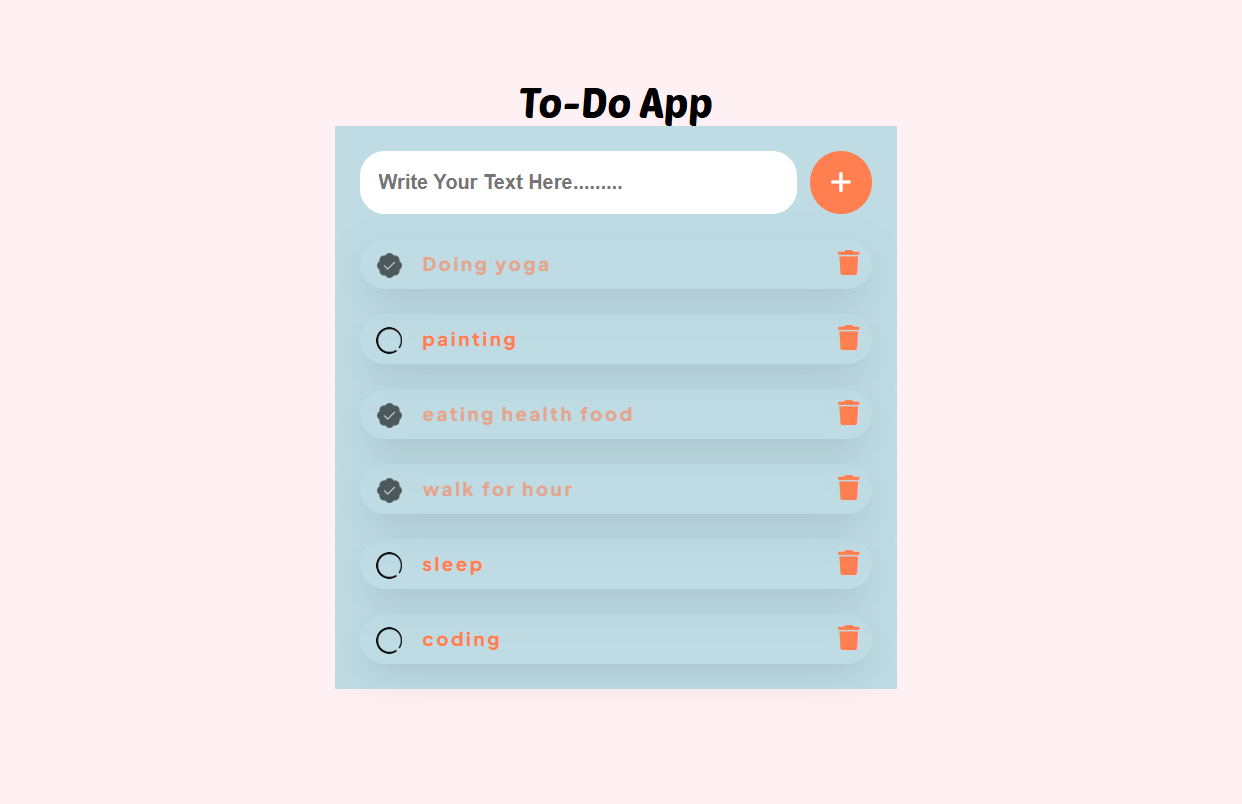 To-Do App
Write Your Text Here.........
+
Doing yoga
painting
eating health food
walk for hour
sleep
coding